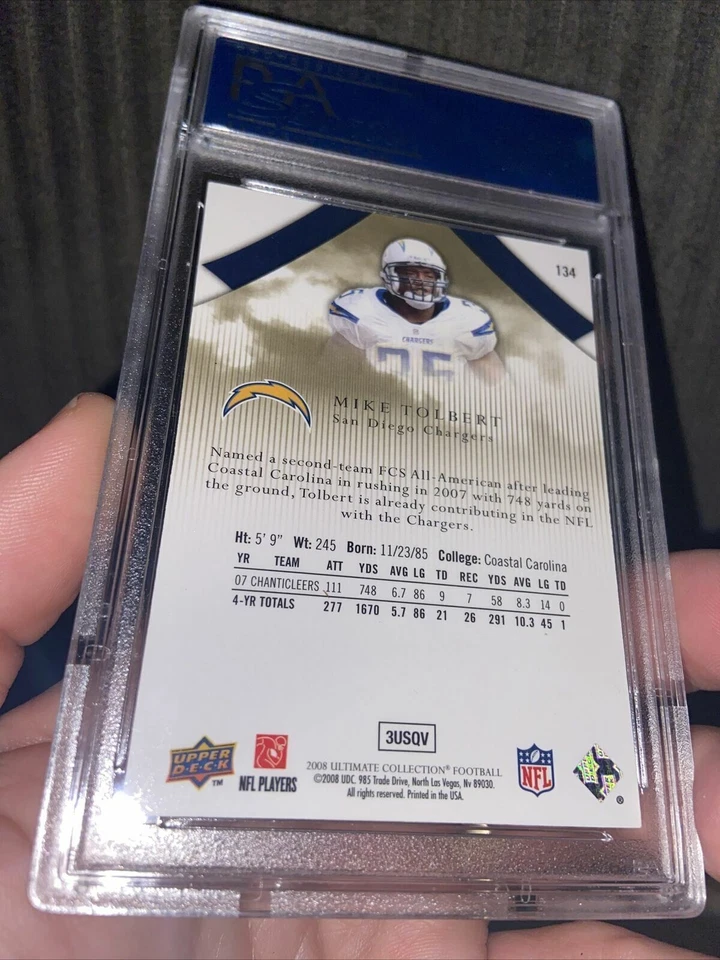 PSA
134
CHARGERS
35
MIKE TOLBERT
San Diego Chargers
Named a second-team FCS All-American after leading
Coastal Carolina in rushing in 2007 with 748 yards on
the ground, Tolbert is already contributing in the NFL
with the Chargers.
Ht: 5' 9" Wt: 245 Born: 11/23/85 College: Coastal Carolina
YR TEAM ATT YDS AVG LG TD REC YDS AVG LG TD
07 CHANTICLEERS 111 748 6.7 86 9 7 58 8.3 14 0
4-YR TOTALS 277 1670 5.7 86 21 26 291 10.3 45 1
3USQV
UPPER
D·E·C·K
TM
NFL PLAYERS
2008 ULTIMATE COLLECTION® FOOTBALL
©2008 UDC. 985 Trade Drive, North Las Vegas, Nv 89030.
All rights reserved. Printed in the USA.
NFL
®